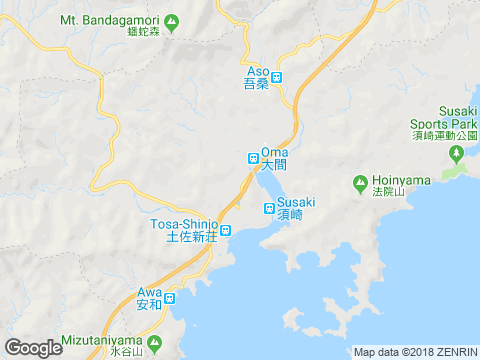 Mt. Bandagamori
蟠蛇森
Aso
吾桑
Susaki
Sports Park
須崎運動公園
Oma
大間
Hoinyama
法院山
Susaki
須崎
Tosa-Shinjo
土佐新荘
Awa
安和
Mizutaniyama
水谷山
Google
Map data ©2018 ZENRIN